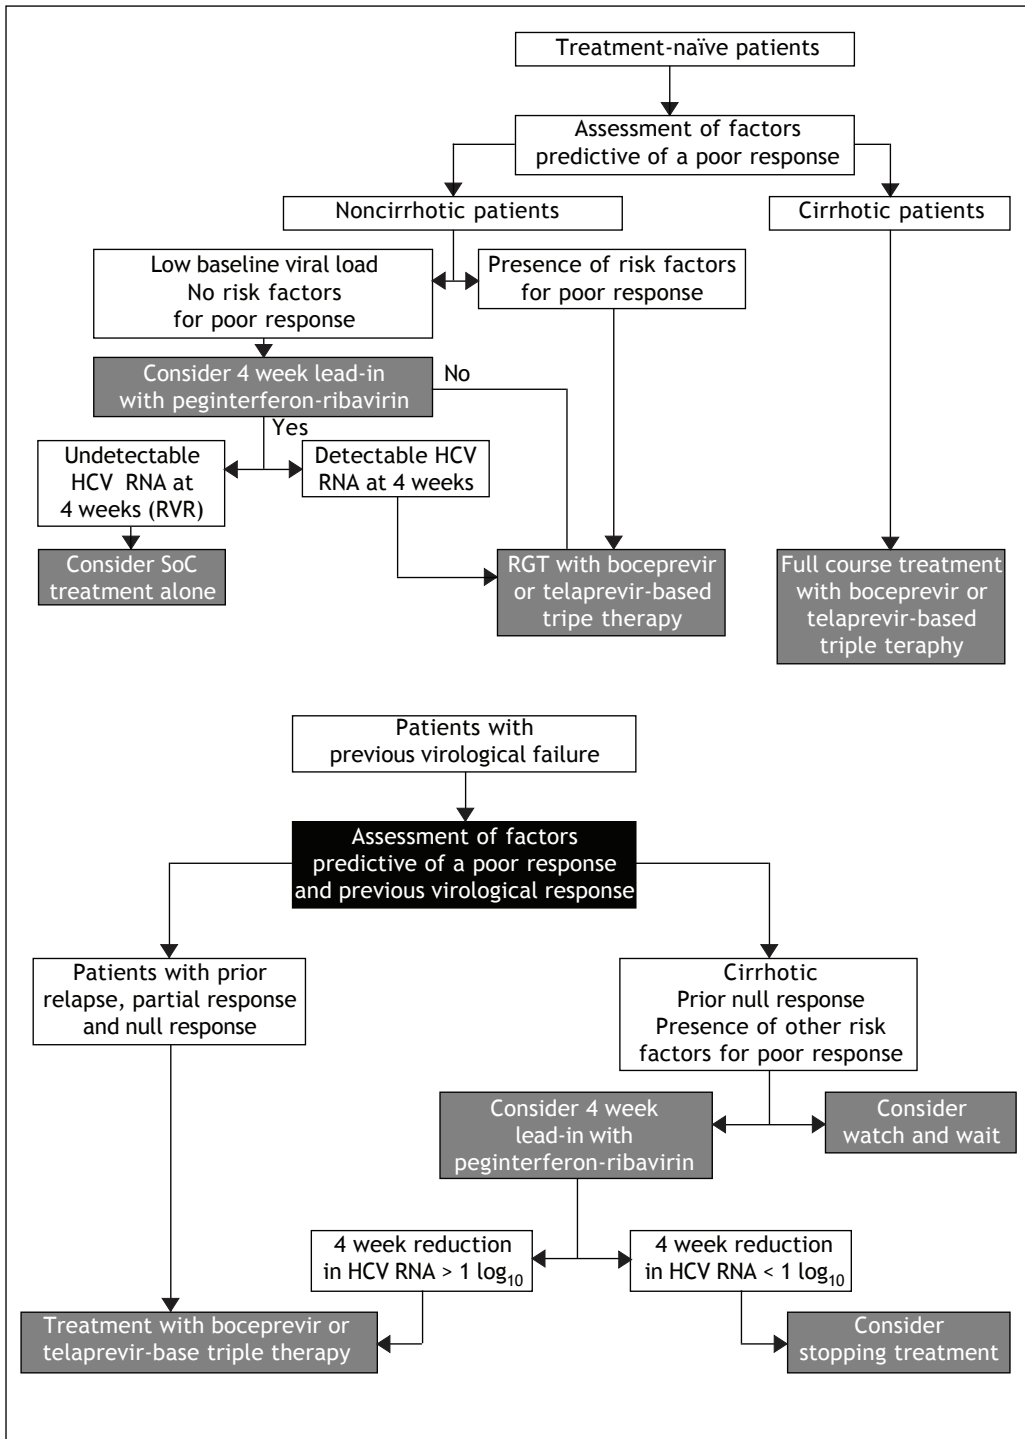 Treatment-naïve patients
Assessment of factors
predictive of a poor response
Noncirrhotic patients
Cirrhotic patients
Low baseline viral load
No risk factors
for poor response
Presence of risk factors
for poor response
Consider 4 week lead-in
with peginterferon-ribavirin
No
Yes
Undetectable
HCV RNA at
4 weeks (RVR)
Detectable HCV
RNA at 4 weeks
Consider SoC
treatment alone
RGT with boceprevir
or telaprevir-based
tripe therapy
Full course treatment
with boceprevir or
telaprevir-based
triple teraphy
Patients with
previous virological failure
Assessment of factors
predictive of a poor response
and previous virological response
Patients with prior
relapse, partial response
and null response
Cirrhotic
Prior null response
Presence of other risk
factors for poor response
Consider 4 week
lead-in with
peginterferon-ribavirin
Consider
watch and wait
4 week reduction
in HCV RNA > 1 log₁₀
4 week reduction
in HCV RNA < 1 log₁₀
Treatment with boceprevir or
telaprevir-base triple therapy
Consider
stopping treatment